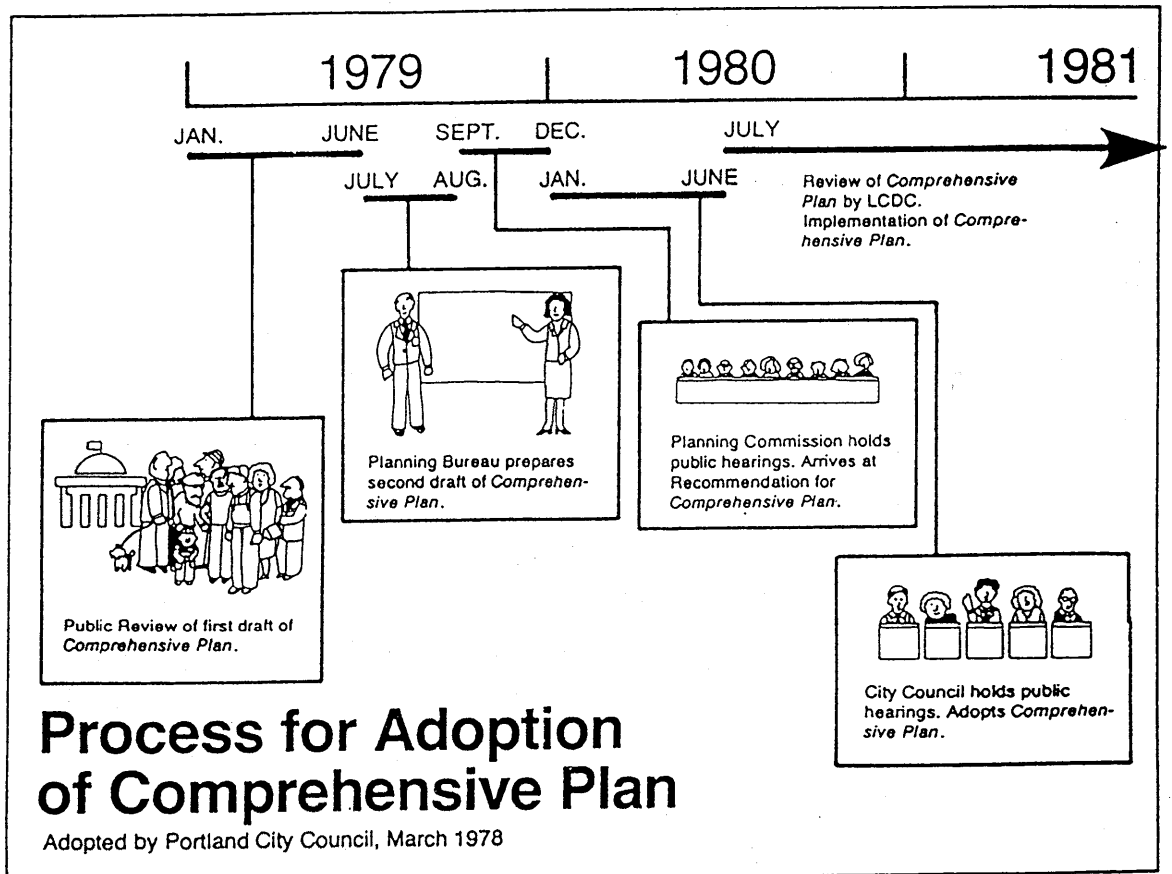 1979 1980 1981
JAN. JUNE SEPT. DEC. JULY
JULY AUG. JAN. JUNE
Review of Comprehensive
Plan by LCDC.
Implementation of Compre-
hensive Plan.
Public Review of first draft of
Comprehensive Plan.
Planning Bureau prepares
second draft of Comprehen-
sive Plan.
Planning Commission holds
public hearings. Arrives at
Recommendation for
Comprehensive Plan.
City Council holds public
hearings. Adopts Comprehen-
sive Plan.
Process for Adoption
of Comprehensive Plan
Adopted by Portland City Council, March 1978